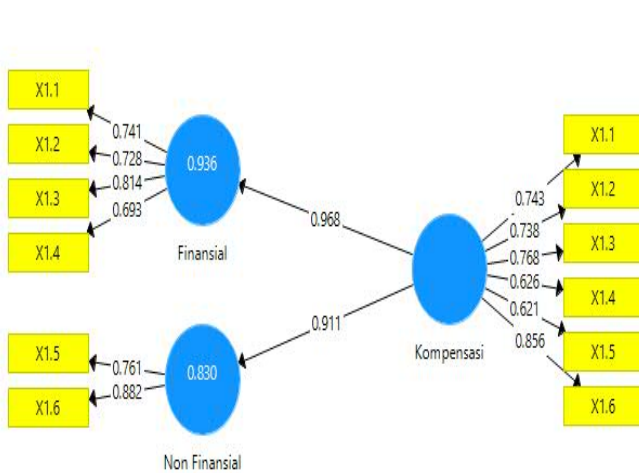 X1.1
X1.2
X1.3
X1.4
0.741
0.728
0.814
0.693
0.936
Finansial
X1.5
X1.6
0.761
0.882
0.830
Non Finansial
0.968
0.911
Kompensasi
0.743
0.738
0.768
0.626
0.621
0.856
X1.1
X1.2
X1.3
X1.4
X1.5
X1.6